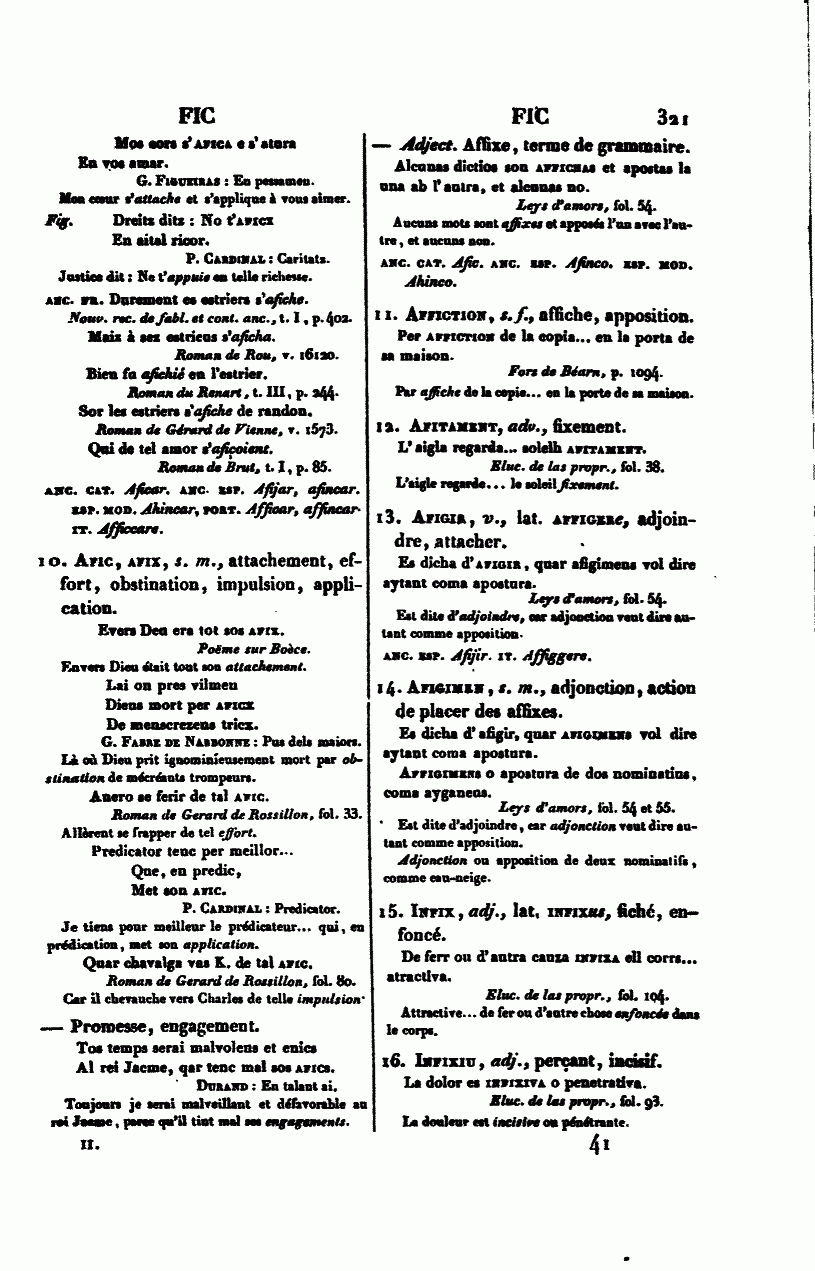 FIC
Mos cors s'AFICA e s'atura
En vos amar.
G. FIGUEIRAS : En pessamen.
Mon cœur s'attache et s'applique à vous aimer.
Fig. Dreitz ditz : No t'AFICX
En aital ricor.
P. CARDINAL : Caritatz.
Justice dit : Ne t'appuie en telle richesse.
ANC. FR. Durement es estriers s'afiche.
Nouv. rec. de fabl. et cont. anc., t. I, p. 402.
Maiz à sez estrieus s'aficha.
Roman de Rou, v. 16120.
Bien fu afichié en l'estrier.
Roman du Renart, t. III, p. 244.
Sor les estriers s'afiche de randon.
Roman de Gérard de Vienne, v. 1573.
Qui de tel amor s'afiçoient.
Roman de Brut, t. I, p. 85.
ANC. CAT. Aficar. ANC. ESP. Afijar, afincar.
ESP. MOD. Ahincar, PORT. Afficar, affincar.
IT. Afficcare.
10. AFIC, AFIX, s. m., attachement, ef-
fort, obstination, impulsion, appli-
cation.
Evers Deu era tot sos AFIX.
Poëme sur Boèce.
Envers Dieu était tout son attachement.
Lai on pres vilmen
Dieus mort per AFICX
De menscrezens tricx.
G. FABRE DE NARBONNE : Pus dels maiors.
Là où Dieu prit ignominieusement mort par ob-
stination de mécréants trompeurs.
Anero se ferir de tal AFIC.
Roman de Gerard de Rossillon, fol. 33.
Allèrent se frapper de tel effort.
Predicator tenc per meillor...
Que, en predic,
Met son AFIC.
P. CARDINAL : Predicator.
Je tiens pour meilleur le prédicateur... qui, en
prédication, met son application.
Quar chavalga vas K. de tal AFIC.
Roman de Gerard de Rossillon, fol. 80.
Car il chevauche vers Charles de telle impulsion.
— Promesse, engagement.
Tos temps serai malvolens et enics
Al rei Jacme, qar tenc mal sos AFICS.
DURAND : En talant ai.
Toujours je serai malveillant et défavorable au
roi Jacme, parce qu'il tint mal ses engagements.
II.
FIC 321
— Adject. Affixe, terme de grammaire.
Alcunas dictios son AFFICHAS et apostas la
una ab l'autra, et alcunas no.
Leys d'amors, fol. 54.
Aucuns mots sont affixes et apposés l'un avec l'au-
tre, et aucuns non.
ANC. CAT. Afic. ANC. ESP. Afinco. ESP. MOD.
Ahinco.
11. AFFICTION, s. f., affiche, apposition.
Per AFFICTION de la copia... en la porta de
sa maison.
Fors de Béarn, p. 1094.
Par affiche de la copie... en la porte de sa maison.
12. AFITAMENT, adv., fixement.
L'aigla regarda... solelh AFITAMENT.
Eluc. de las propr., fol. 38.
L'aigle regarde... le soleil fixement.
13. AFIGIR, v., lat. AFFIGERe, adjoin-
dre, attacher.
Es dicha d'AFIGIR, quar afigimens vol dire
aytant coma apostura.
Leys d'amors, fol. 54.
Est dite d'adjoindre, car adjonction veut dire au-
tant comme apposition.
ANC. ESP. Afijir. IT. Affiggere.
14. AFIGIMEN, s. m., adjonction, action
de placer des affixes.
Es dicha d'afigir, quar AFIGIMENS vol dire
aytant coma apostura.
AFFIGIMENS o apostura de dos nominatius,
coma ayganeus.
Leys d'amors, fol. 54 et 55.
Est dite d'adjoindre, car adjonction veut dire au-
tant comme apposition.
Adjonction ou apposition de deux nominatifs,
comme eau-neige.
15. INFIX, adj., lat. INFIXUS, fiché, en-
foncé.
De ferr ou d'autra cauza INFIXA ell corrs...
atractiva.
Eluc. de las propr., fol. 104.
Attractive... de fer ou d'autre chose enfoncée dans
le corps.
16. INFIXIU, adj., perçant, incisif.
La dolor es INFIXIVA o penetrativa.
Eluc. de las propr., fol. 93.
La douleur est incisive ou pénétrante.
41